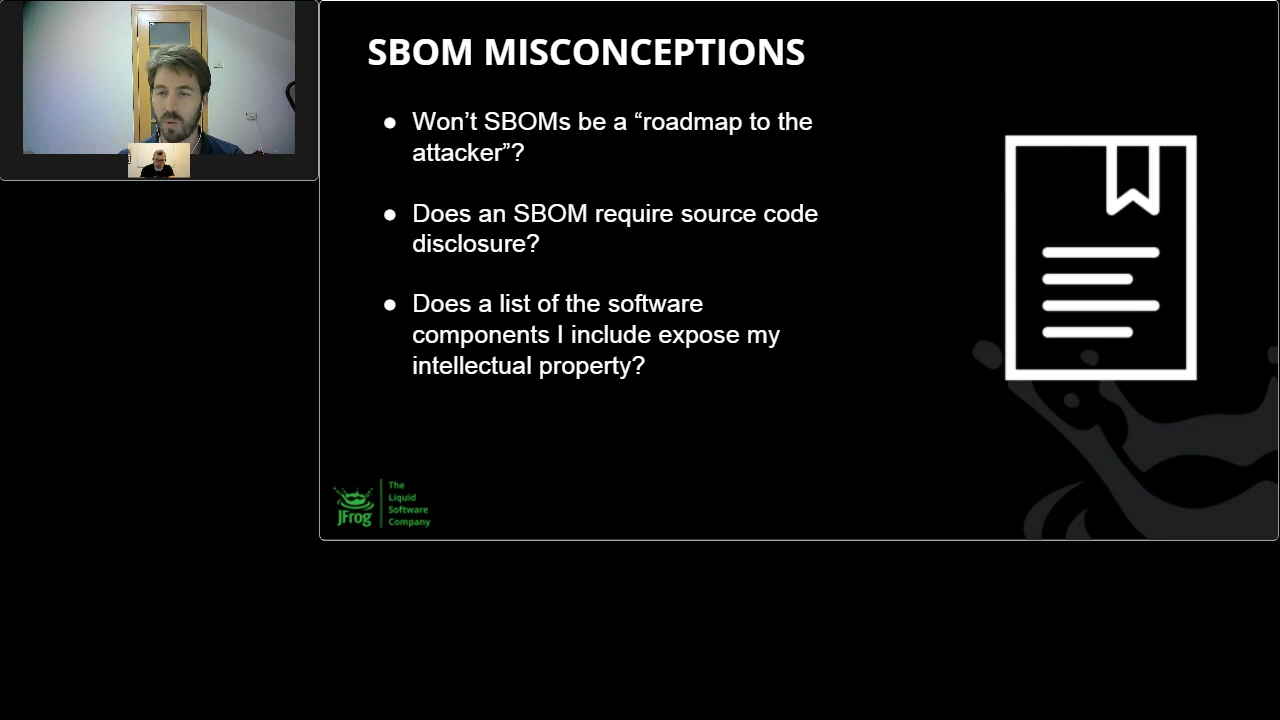 SBOM MISCONCEPTIONS
● Won’t SBOMs be a “roadmap to the
attacker”?
● Does an SBOM require source code
disclosure?
● Does a list of the software
components I include expose my
intellectual property?
JFrog
The
Liquid
Software
Company